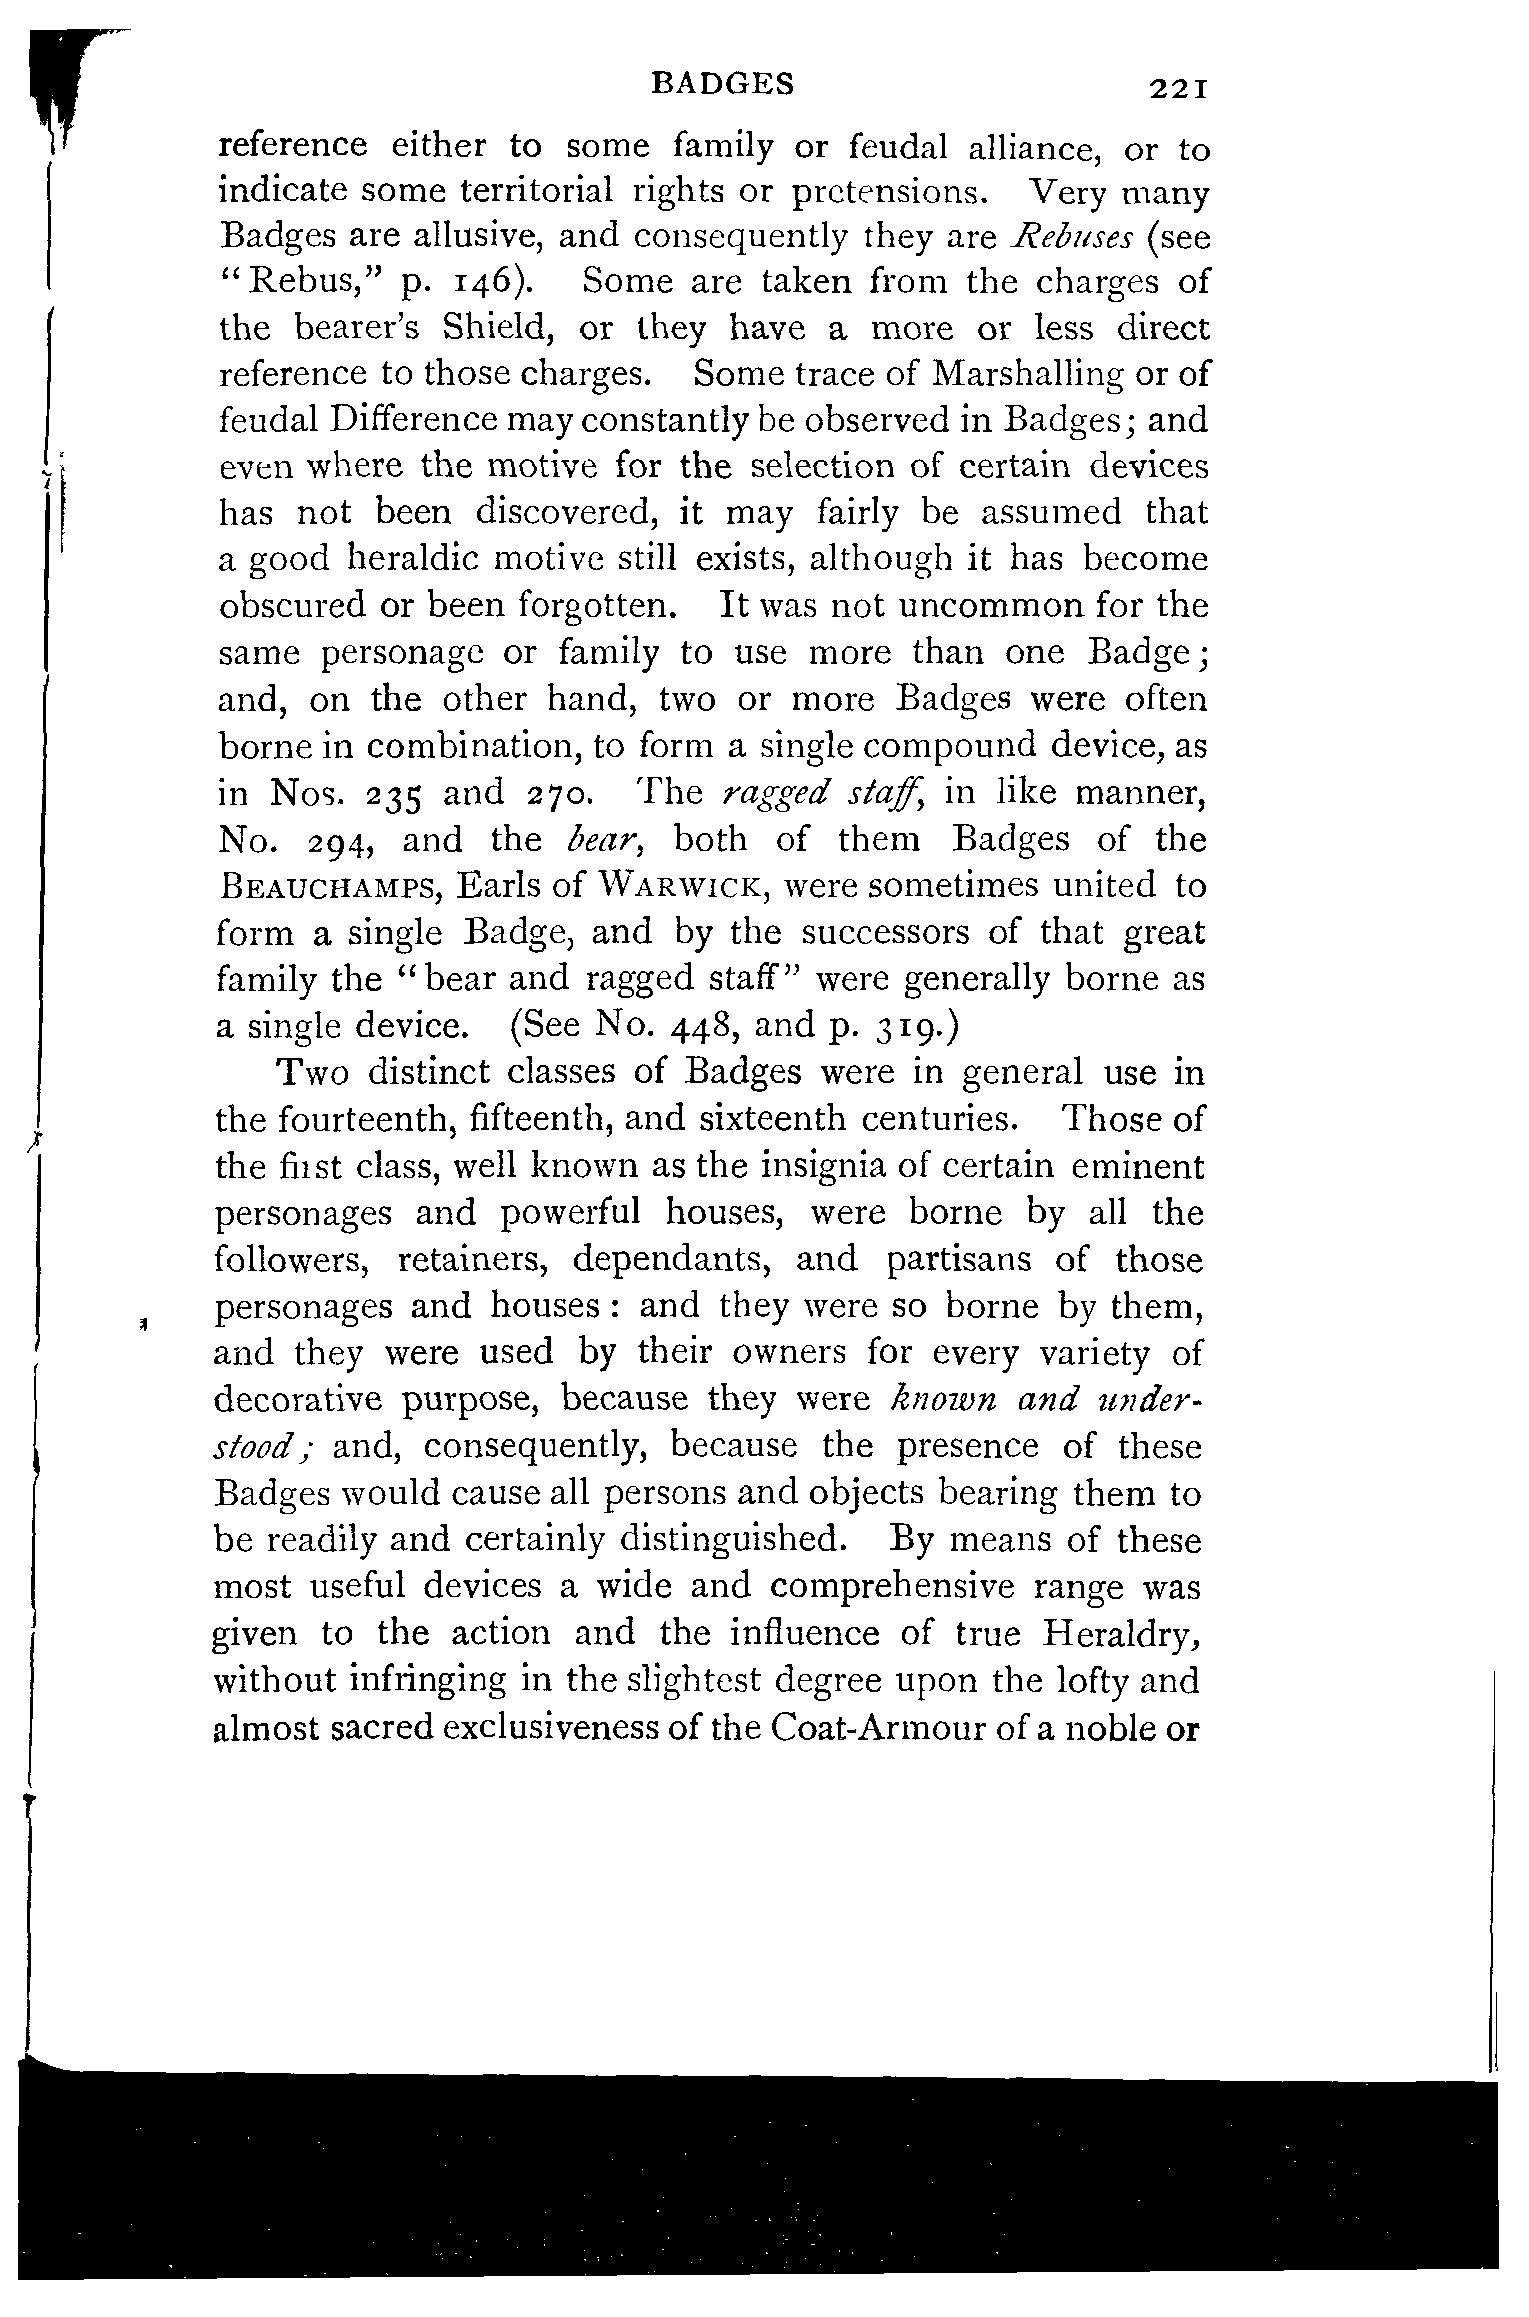 BADGES 221
reference either to some family or feudal alliance, or to
indicate some territorial rights or pretensions. Very many
Badges are allusive, and consequently they are Rebuses (see
“Rebus,” p. 146). Some are taken from the charges of
the bearer’s Shield, or they have a more or less direct
reference to those charges. Some trace of Marshalling or of
feudal Difference may constantly be observed in Badges; and
even where the motive for the selection of certain devices
has not been discovered, it may fairly be assumed that
a good heraldic motive still exists, although it has become
obscured or been forgotten. It was not uncommon for the
same personage or family to use more than one Badge;
and, on the other hand, two or more Badges were often
borne in combination, to form a single compound device, as
in Nos. 235 and 270. The ragged staff, in like manner,
No. 294, and the bear, both of them Badges of the
BEAUCHAMPS, Earls of WARWICK, were sometimes united to
form a single Badge, and by the successors of that great
family the “bear and ragged staff” were generally borne as
a single device. (See No. 448, and p. 319.)
Two distinct classes of Badges were in general use in
the fourteenth, fifteenth, and sixteenth centuries. Those of
the first class, well known as the insignia of certain eminent
personages and powerful houses, were borne by all the
followers, retainers, dependants, and partisans of those
personages and houses: and they were so borne by them,
and they were used by their owners for every variety of
decorative purpose, because they were known and under-
stood; and, consequently, because the presence of these
Badges would cause all persons and objects bearing them to
be readily and certainly distinguished. By means of these
most useful devices a wide and comprehensive range was
given to the action and the influence of true Heraldry,
without infringing in the slightest degree upon the lofty and
almost sacred exclusiveness of the Coat-Armour of a noble or